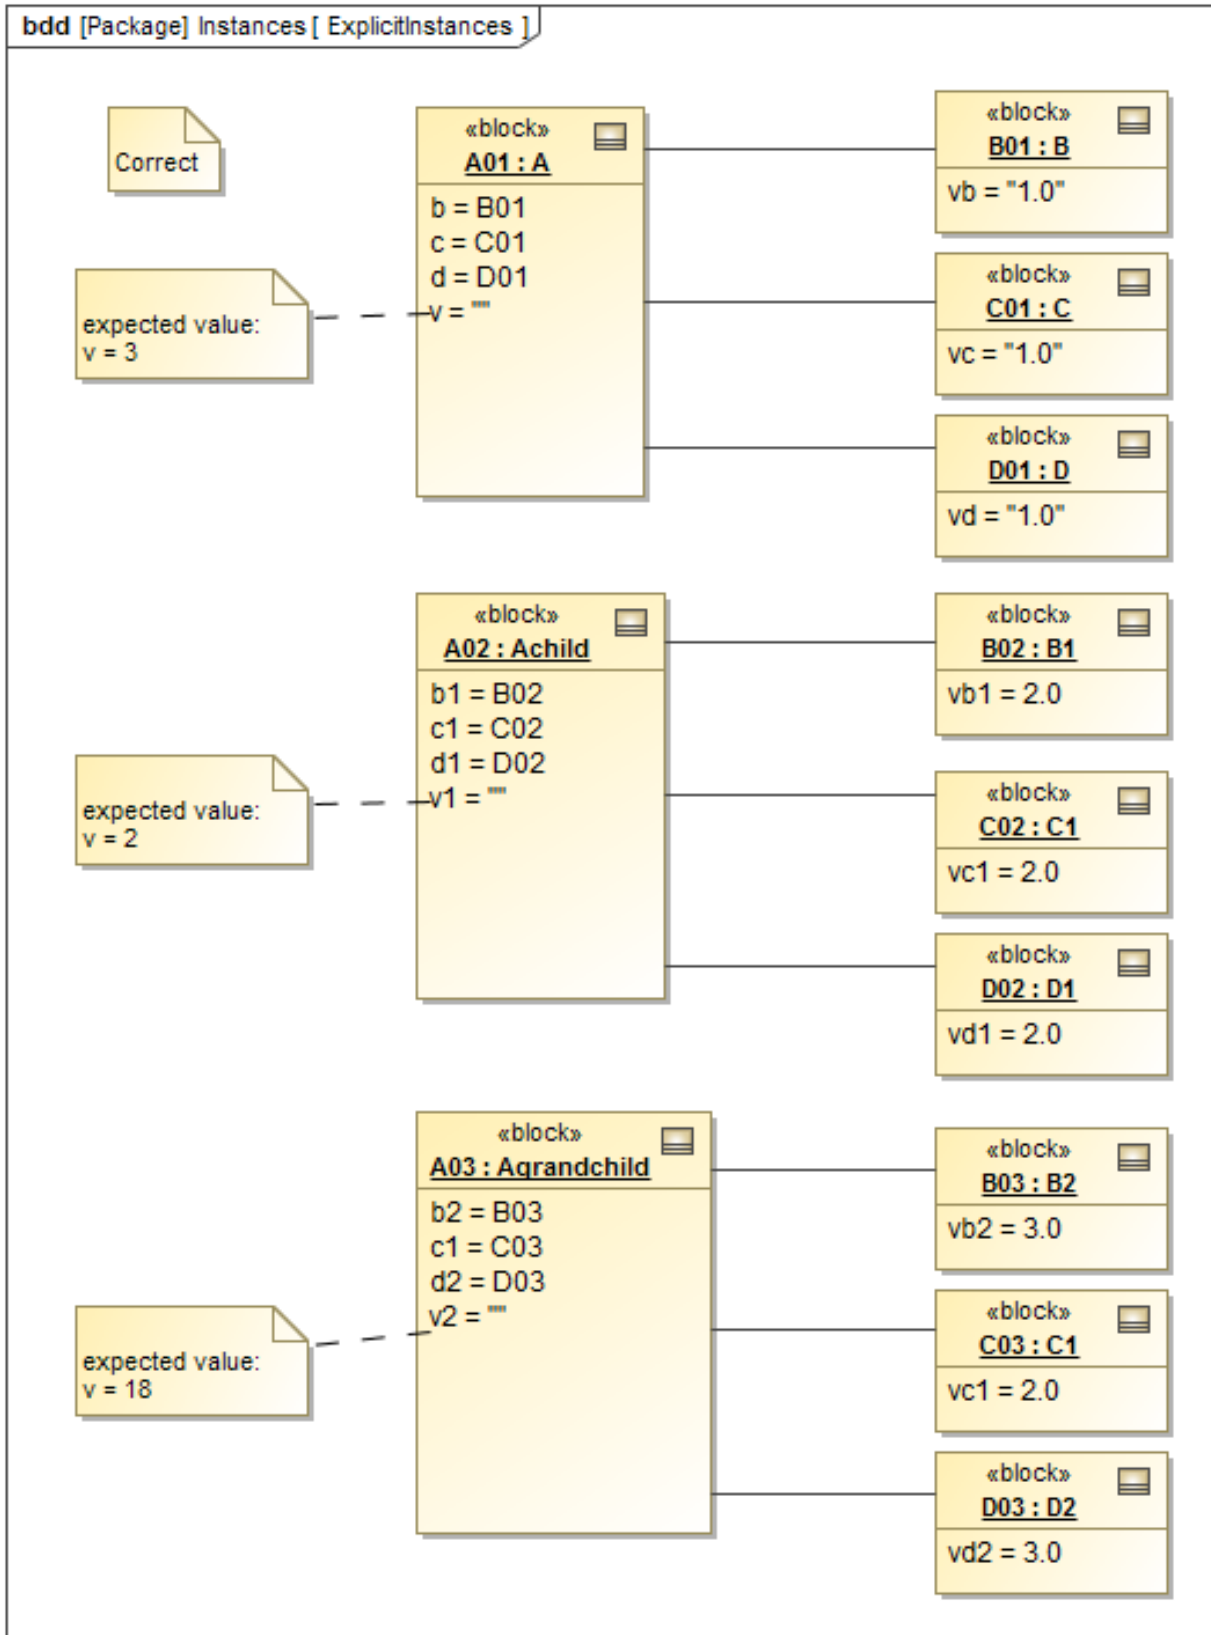 bdd [Package] Instances [ ExplicitInstances ]
Correct
«block»
A01 : A
b = B01
c = C01
d = D01
v = ""
expected value:
v = 3
«block»
B01 : B
vb = "1.0"
«block»
C01 : C
vc = "1.0"
«block»
D01 : D
vd = "1.0"
«block»
A02 : Achild
b1 = B02
c1 = C02
d1 = D02
v1 = ""
expected value:
v = 2
«block»
B02 : B1
vb1 = 2.0
«block»
C02 : C1
vc1 = 2.0
«block»
D02 : D1
vd1 = 2.0
«block»
A03 : Agrandchild
b2 = B03
c1 = C03
d2 = D03
v2 = ""
expected value:
v = 18
«block»
B03 : B2
vb2 = 3.0
«block»
C03 : C1
vc1 = 2.0
«block»
D03 : D2
vd2 = 3.0